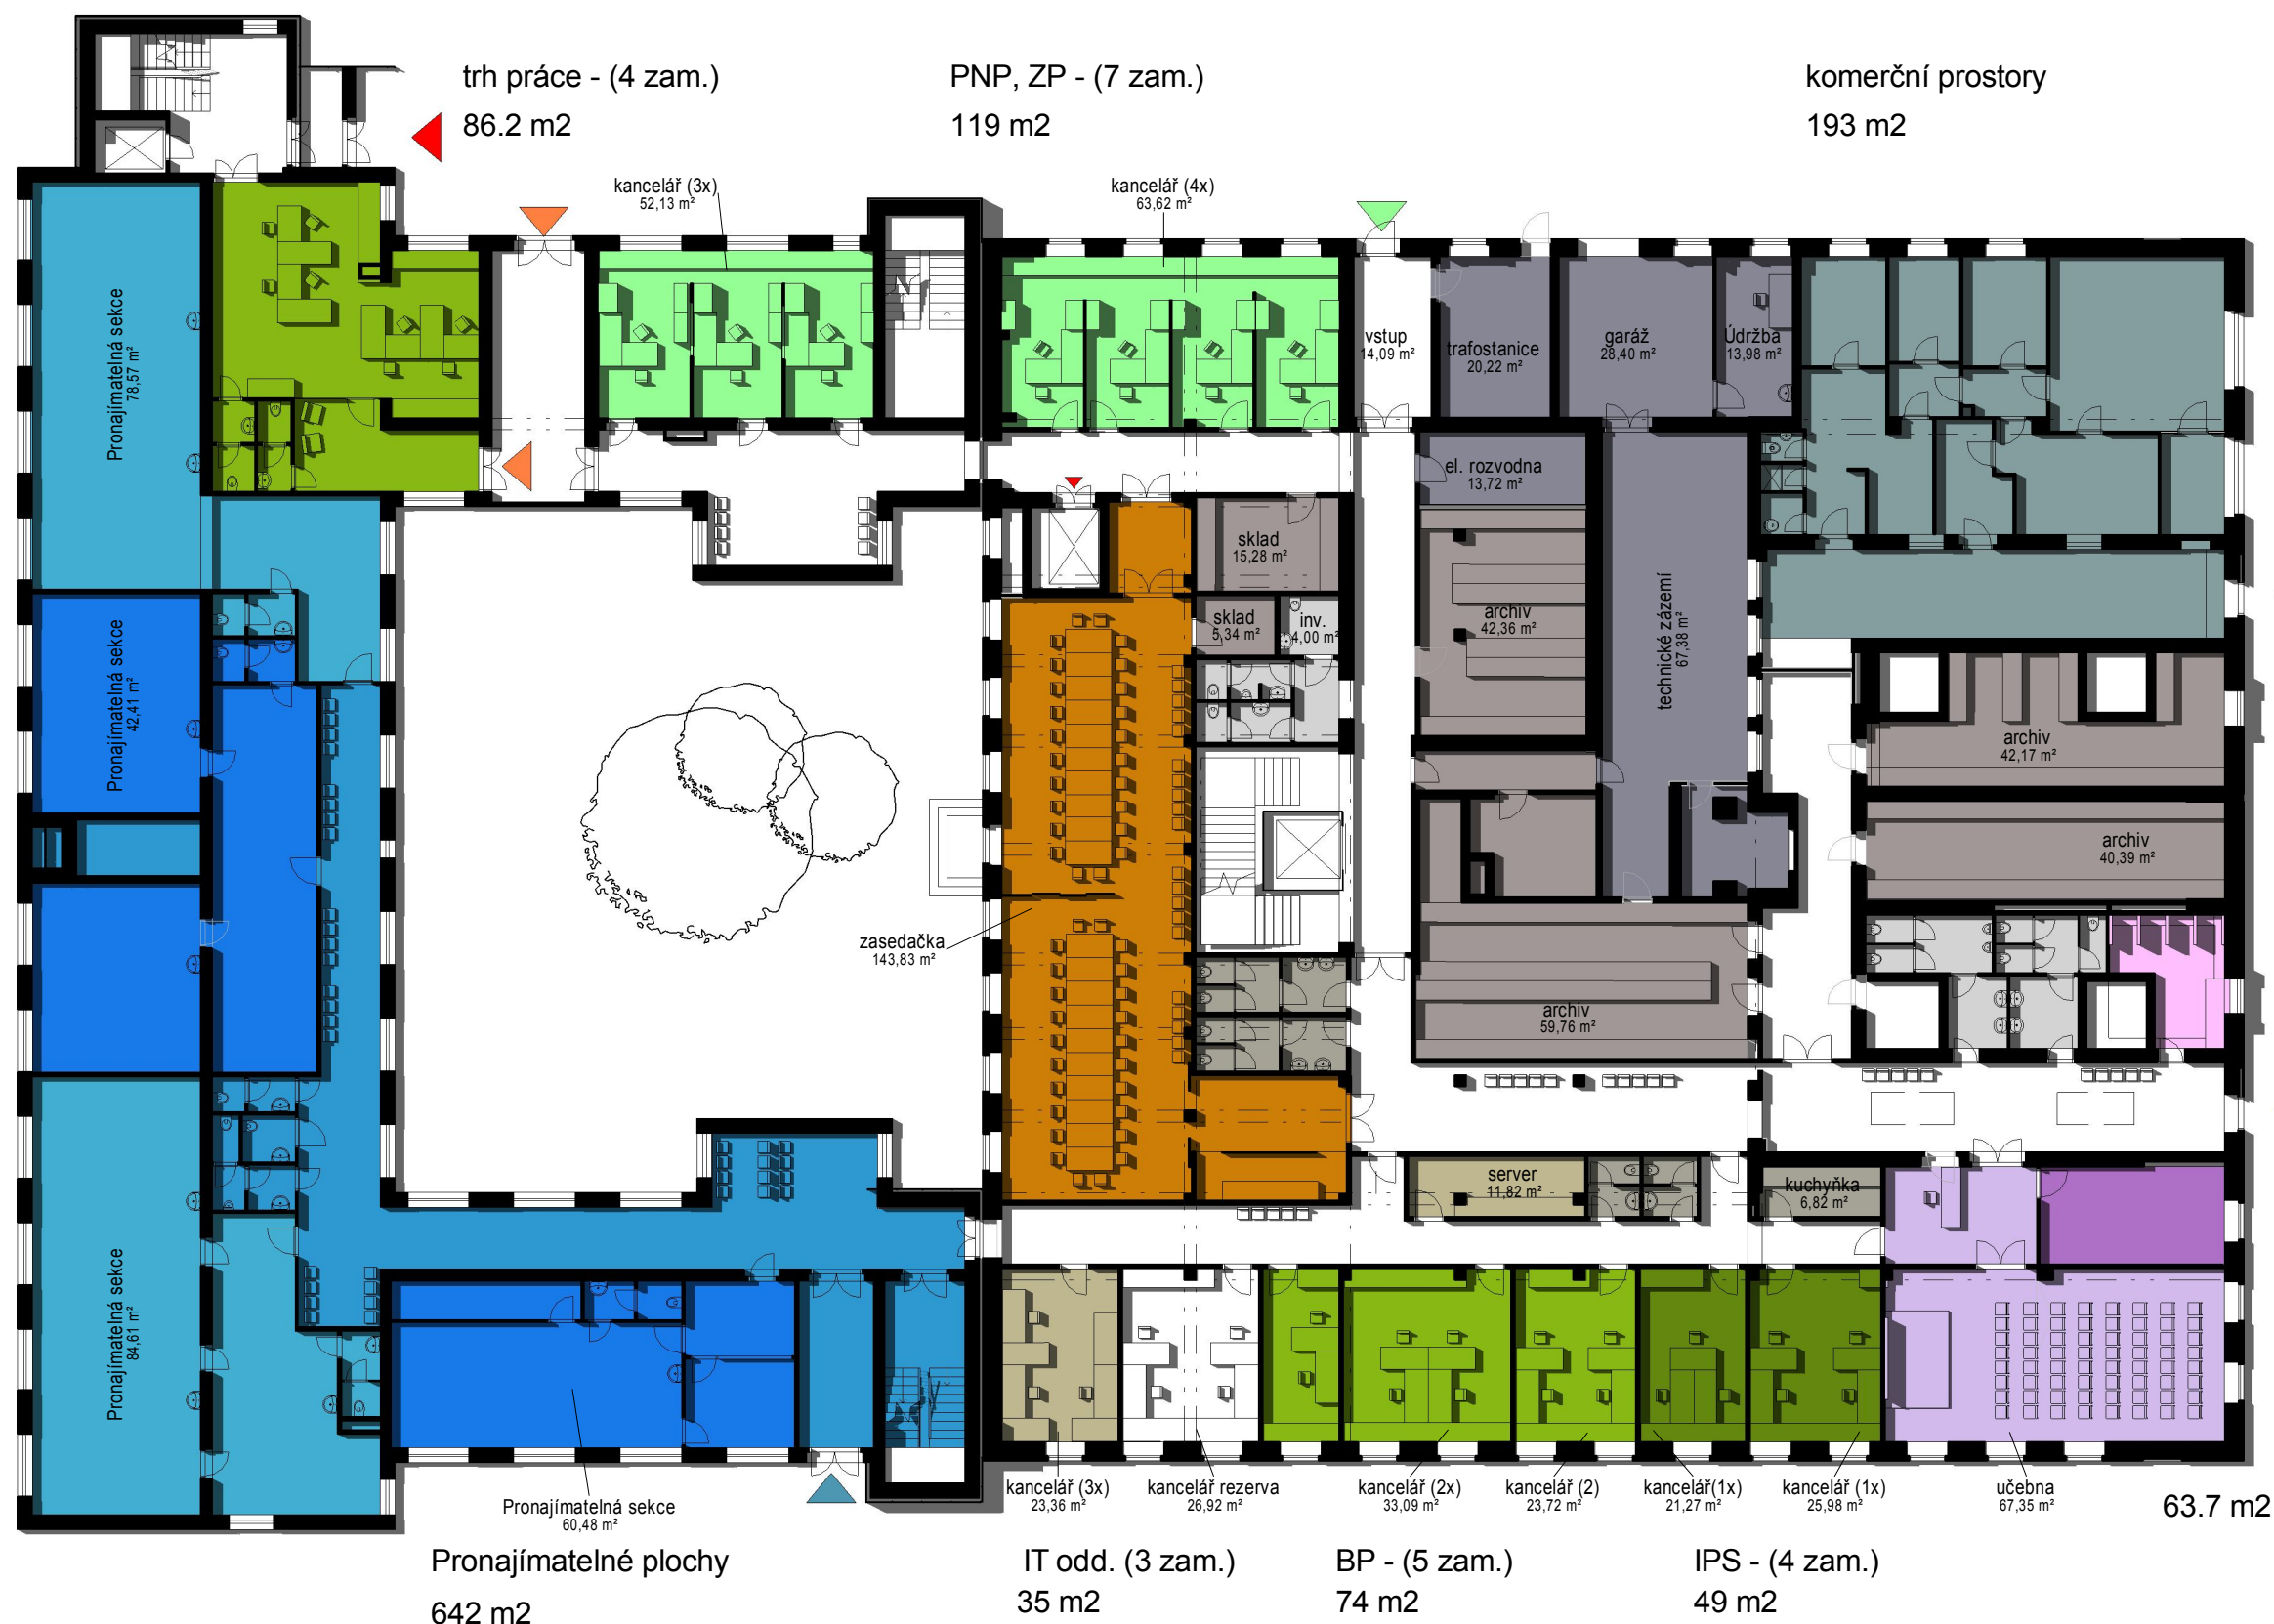 trh práce - (4 zam.)
86.2 m2
PNP, ZP - (7 zam.)
119 m2
komerční prostory
193 m2
kancelář (3x)
52,13 m²
kancelář (4x)
63,62 m²
Pronajímatelná sekce
78,57 m²
vstup
14,09 m²
trafostanice
20,22 m²
garáž
28,40 m²
Údržba
13,98 m²
el. rozvodna
13,72 m²
sklad
15,28 m²
sklad
5,34 m²
inv.
4,00 m²
archiv
42,36 m²
technické zázemí
67,38 m²
Pronajímatelná sekce
42,41 m²
archiv
42,17 m²
archiv
40,39 m²
zasedačka
143,83 m²
archiv
59,76 m²
server
11,82 m²
kuchyňka
6,82 m²
Pronajímatelná sekce
84,61 m²
Pronajímatelná sekce
60,48 m²
kancelář (3x)
23,36 m²
kancelář rezerva
26,92 m²
kancelář (2x)
33,09 m²
kancelář (2)
23,72 m²
kancelář(1x)
21,27 m²
kancelář (1x)
25,98 m²
učebna
67,35 m²
63.7 m2
Pronajímatelné plochy
642 m2
IT odd. (3 zam.)
35 m2
BP - (5 zam.)
74 m2
IPS - (4 zam.)
49 m2